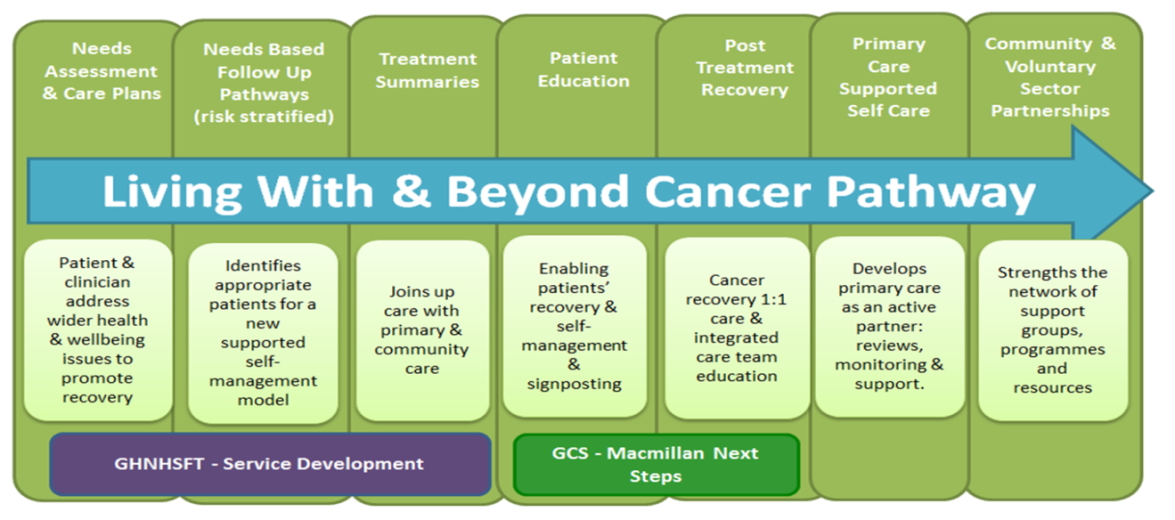 Needs
Assessment
& Care Plans
Needs Based
Follow Up
Pathways
(risk stratified)
Treatment
Summaries
Patient
Education
Post
Treatment
Recovery
Primary
Care
Supported
Self Care
Community &
Voluntary
Sector
Partnerships
Living With & Beyond Cancer Pathway
Patient &
clinician
address
wider health
& wellbeing
issues to
promote
recovery
Identifies
appropriate
patients for a
new
supported
self-
management
model
Joins up
care with
primary &
community
care
Enabling
patients’
recovery &
self-
management
&
signposting
Cancer
recovery 1:1
care &
integrated
care team
education
Develops
primary care
as an active
partner:
reviews,
monitoring &
support.
Strengths the
network of
support
groups,
programmes
and
resources
GHNHSFT - Service Development
GCS - Macmillan Next
Steps